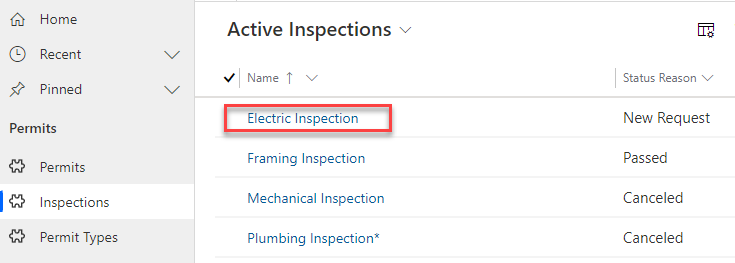 Home
Recent
Pinned
Permits
Permits
Inspections
Permit Types
Active Inspections
Name Status Reason
Electric Inspection New Request
Framing Inspection Passed
Mechanical Inspection Canceled
Plumbing Inspection* Canceled